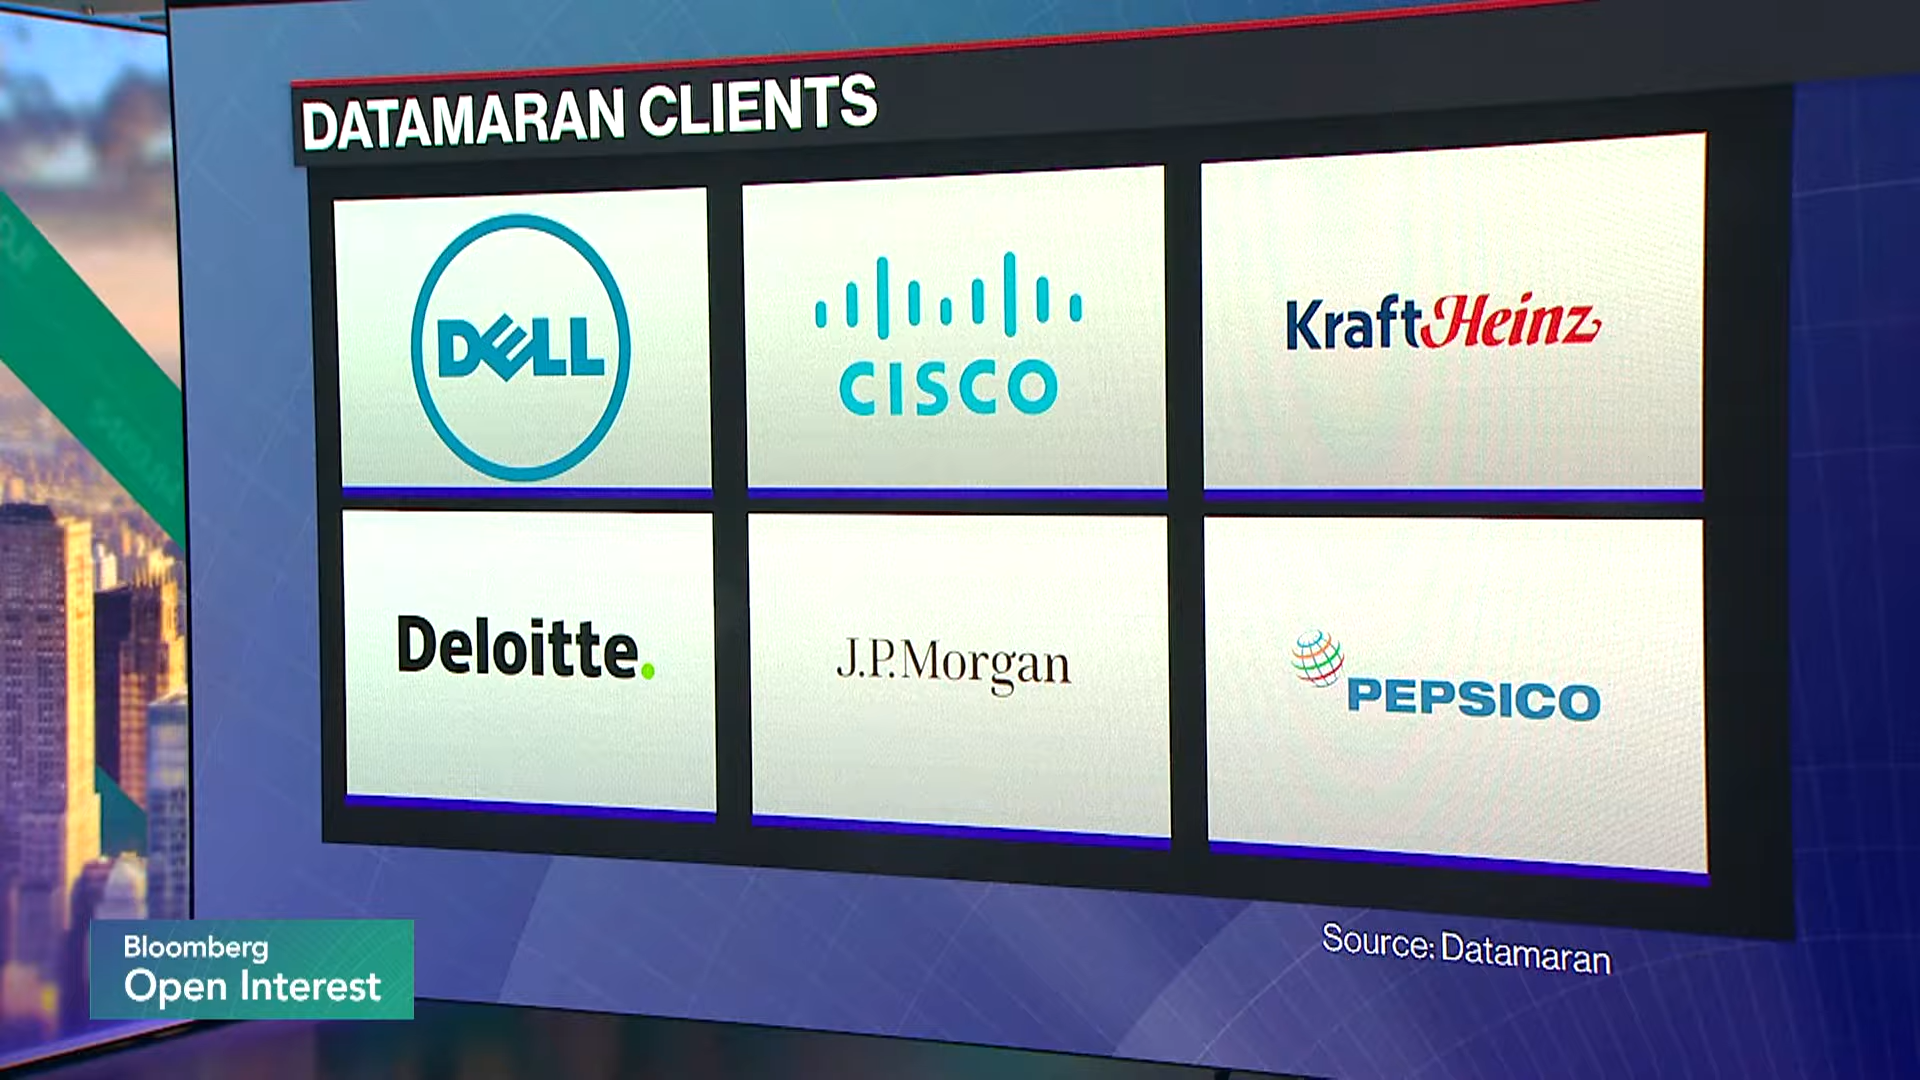 DATAMARAN CLIENTS
DELL
CISCO
KraftHeinz
Deloitte.
J.P.Morgan
PEPSICO
Source: Datamaran
Bloomberg
Open Interest